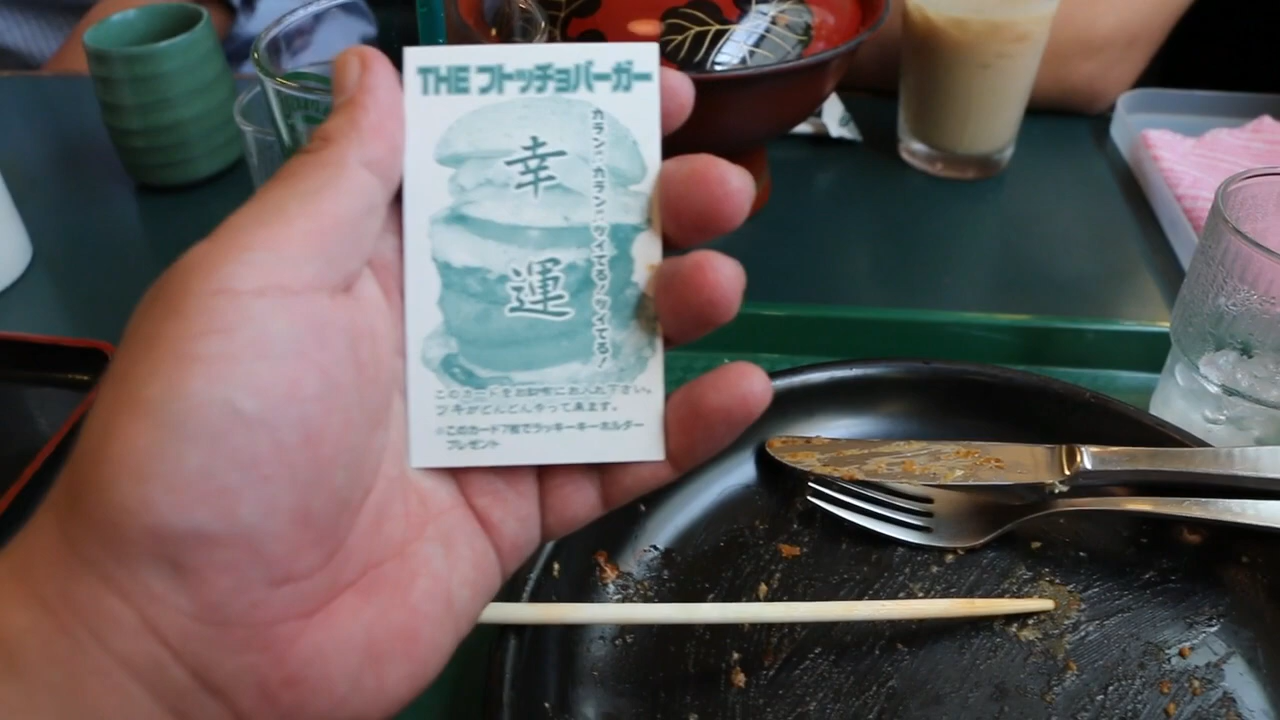 THE フトッチョバーガー
カラン♫カラン♫ツイてる!ツイてる!
幸
運
このカードをお財布にお入れ下さい。
ツキがどんどんやって来ます。
※このカード7枚でラッキーキーホルダー
プレゼント